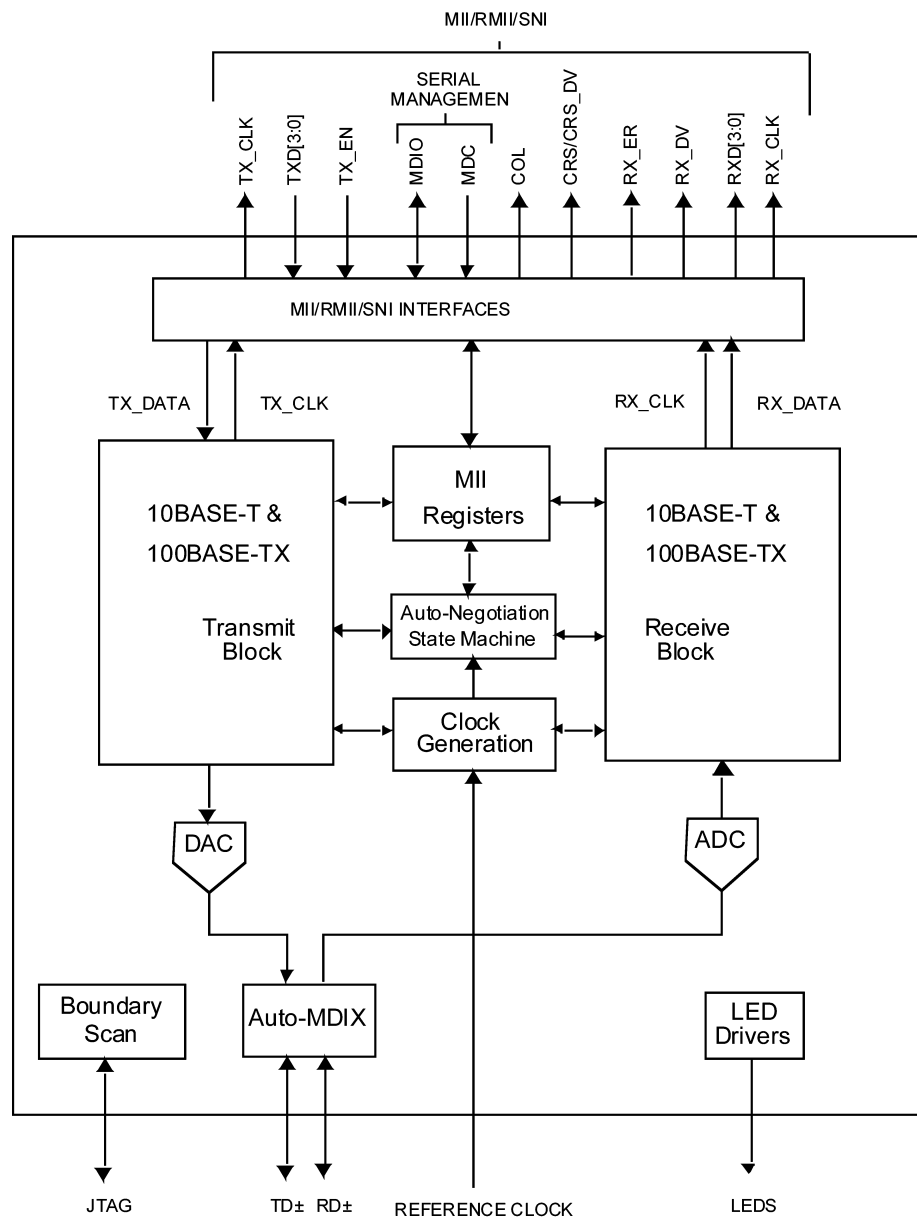 MII/RMII/SNI
SERIAL
MANAGEMEN
TX_CLK
TXD[3:0]
TX_EN
MDIO
MDC
COL
CRS/CRS_DV
RX_ER
RX_DV
RXD[3:0]
RX_CLK
MII/RMII/SNI INTERFACES
TX_DATA
TX_CLK
RX_CLK
RX_DATA
10BASE-T &
100BASE-TX
Transmit
Block
MII
Registers
Auto-Negotiation
State Machine
Clock
Generation
10BASE-T &
100BASE-TX
Receive
Block
DAC
ADC
Boundary
Scan
Auto-MDIX
LED
Drivers
JTAG
TD±
RD±
REFERENCE CLOCK
LEDS